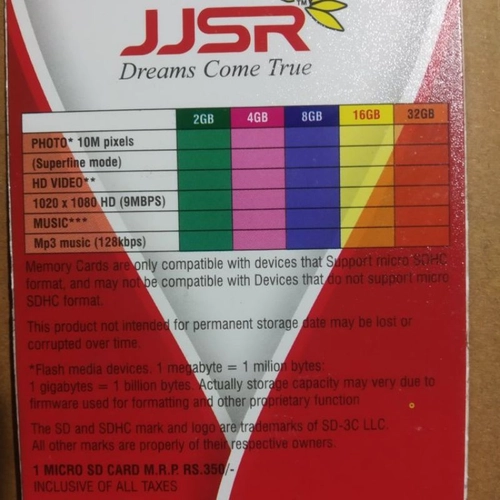 JJSR
TM
Dreams Come True
2GB 4GB 8GB 16GB 32GB
PHOTO* 10M pixels
(Superfine mode)
HD VIDEO**
1020 x 1080 HD (9MBPS)
MUSIC***
Mp3 music (128kbps)
Memory Cards are only compatible with devices that Support micro SDHC
format, and may not be compatible with Devices that do not support micro
SDHC format.
This product not intended for permanent storage date may be lost or
corrupted over time.
*Flash media devices. 1 megabyte = 1 milion bytes:
1 gigabytes = 1 billion bytes. Actually storage capacity may very due to
firmware used for formatting and other proprietary function
The SD and SDHC mark and logo are trademarks of SD-3C LLC.
All other marks are properly of their respective owners.
1 MICRO SD CARD M.R.P. RS.350/-
INCLUSIVE OF ALL TAXES